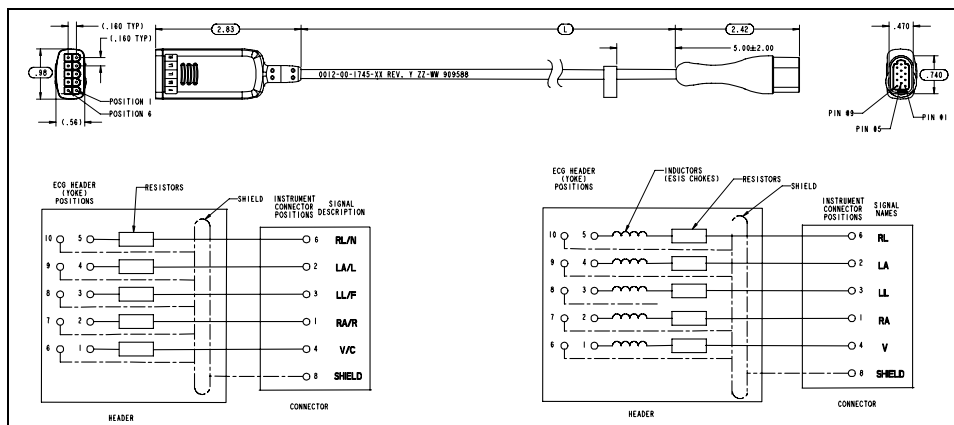 (.160 TYP)
(.160 TYP)
.98
POSITION 1
POSITION 6
(.56)
2.83
L
2.42
5.00±2.00
0012-00-1745-XX REV. Y ZZ-WW 909588
.470
.740
PIN #9
PIN #5
PIN #1
ECG HEADER
(YOKE)
POSITIONS
RESISTORS
SHIELD
INSTRUMENT
CONNECTOR
POSITIONS
SIGNAL
DESCRIPTION
10 5 6 RL/N
9 4 2 LA/L
8 3 3 LL/F
7 2 1 RA/R
6 1 4 V/C
8 SHIELD
HEADER
CONNECTOR
ECG HEADER
(YOKE)
POSITIONS
INDUCTORS
(ESIS CHOKES)
RESISTORS
SHIELD
INSTRUMENT
CONNECTOR
POSITIONS
SIGNAL
NAMES
10 5 6 RL
9 4 2 LA
8 3 3 LL
7 2 1 RA
6 1 4 V
8 SHIELD
HEADER
CONNECTOR